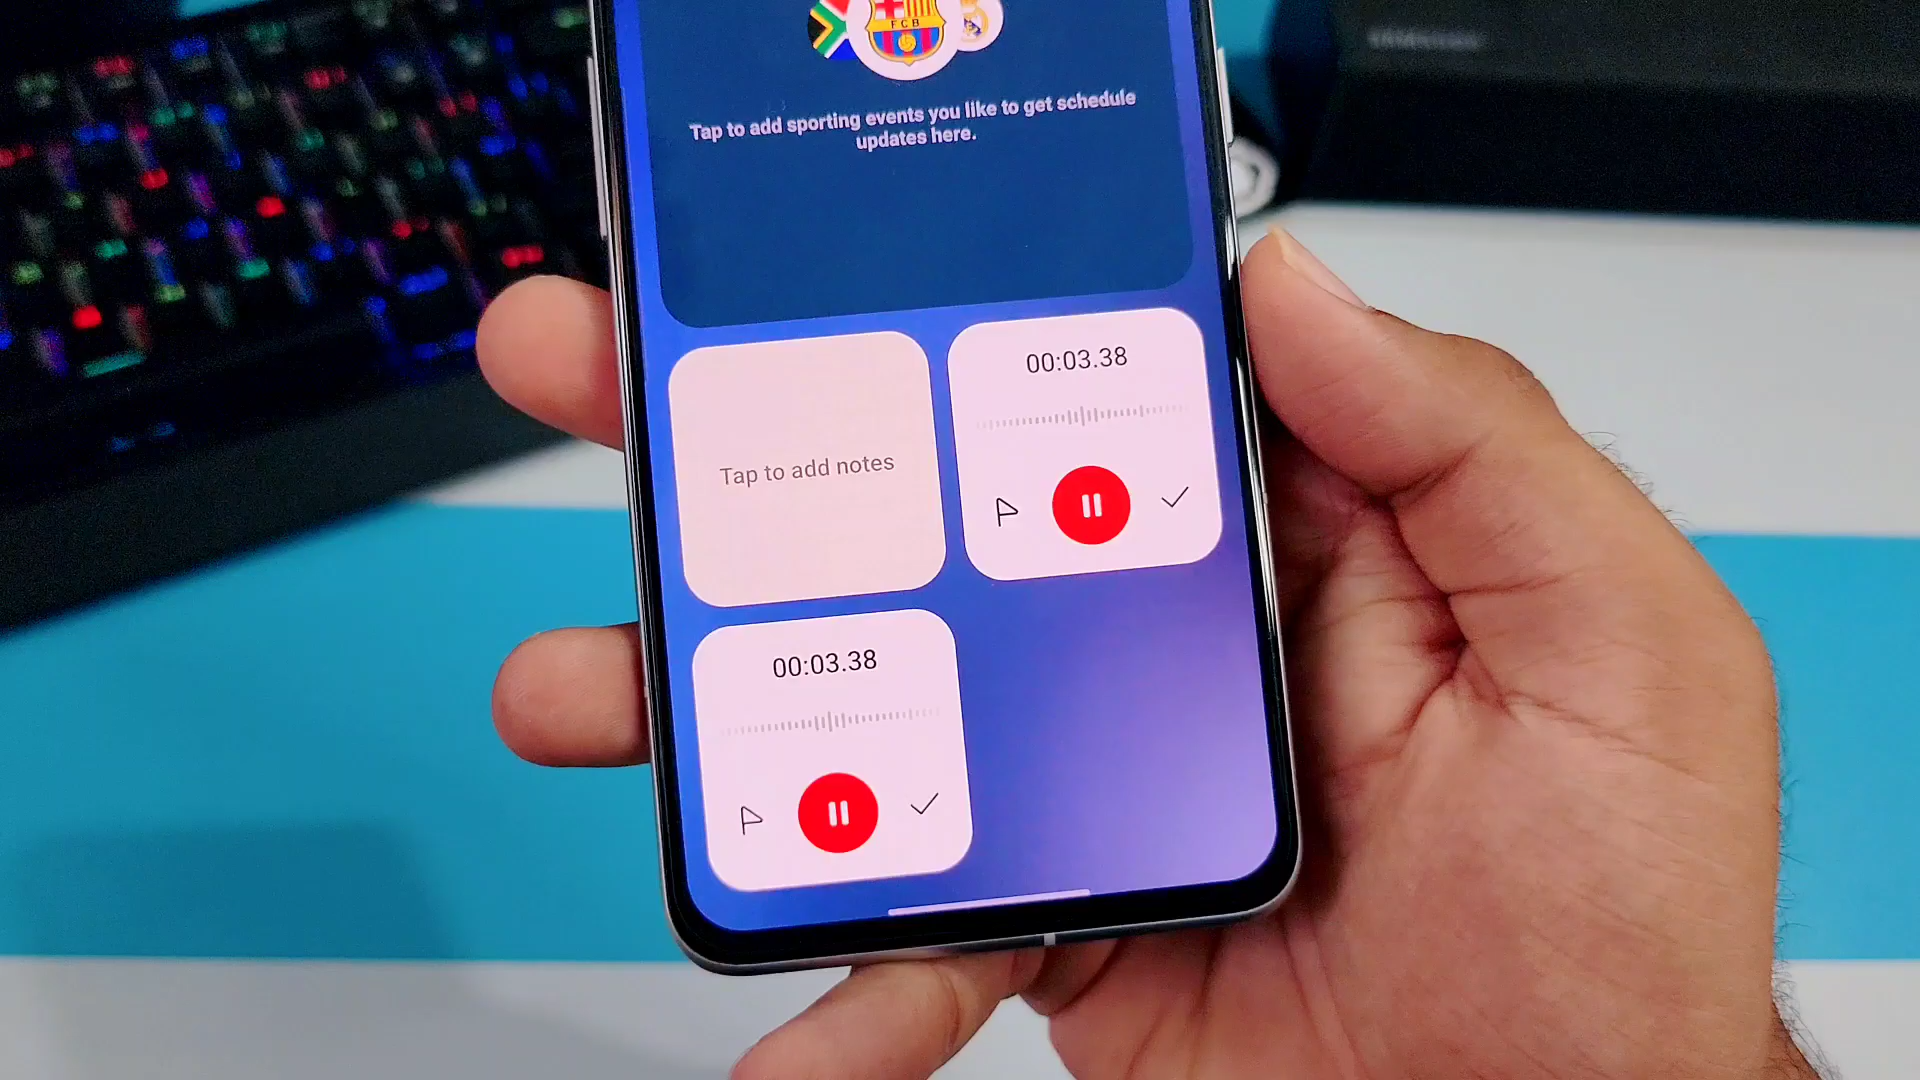 FCB
Tap to add sporting events you like to get schedule
updates here.
00:03.38
Tap to add notes
00:03.38